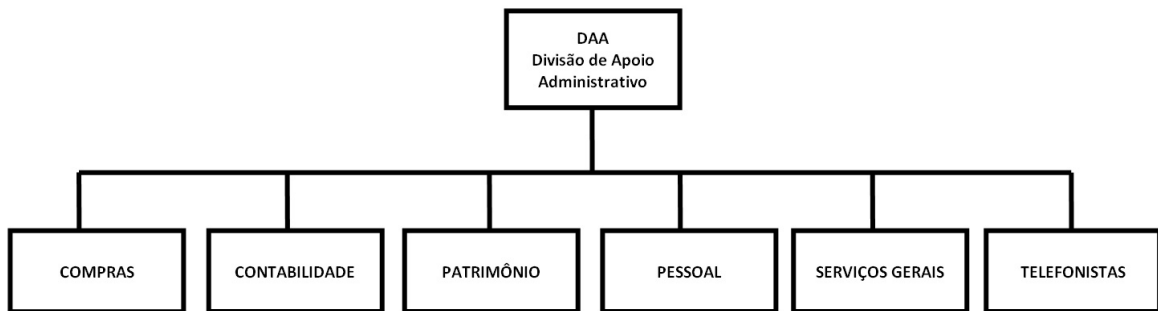 DAA
Divisão de Apoio
Administrativo
COMPRAS
CONTABILIDADE
PATRIMÔNIO
PESSOAL
SERVIÇOS GERAIS
TELEFONISTAS